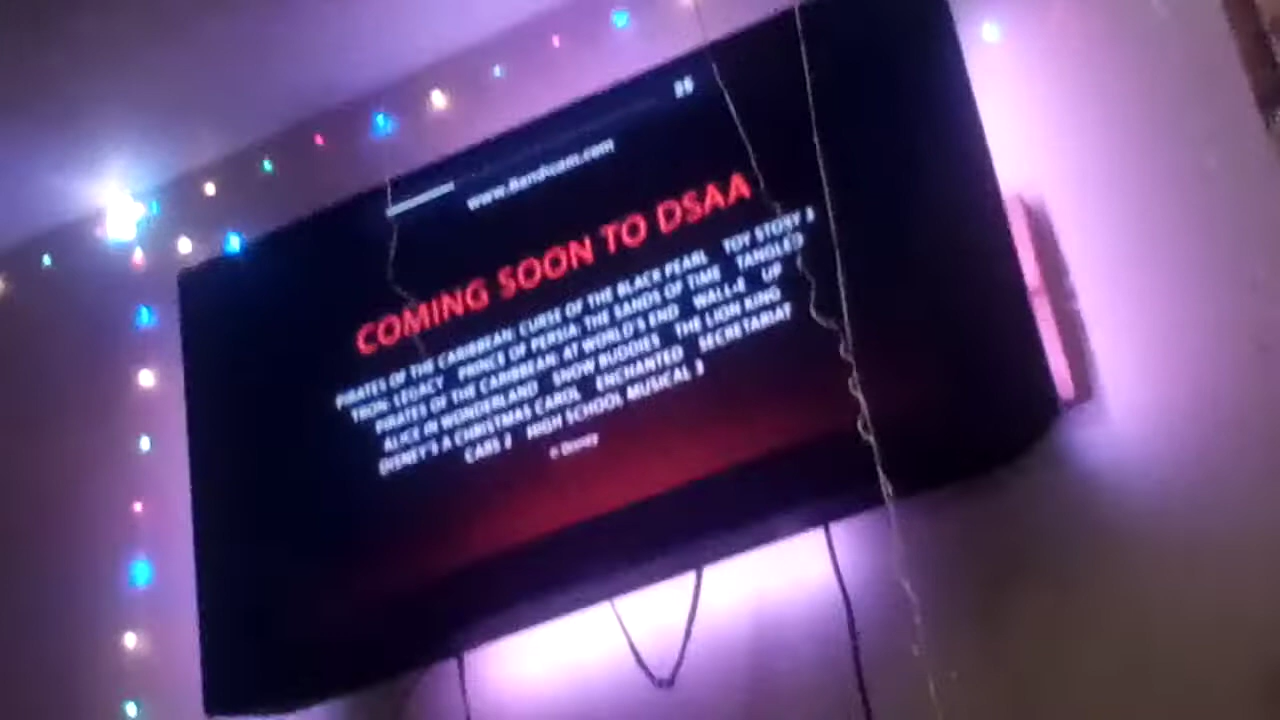 www.Bandicam.com
COMING SOON TO DSAA
PIRATES OF THE CARIBBEAN: CURSE OF THE BLACK PEARL TOY STORY 3
TRON: LEGACY PRINCE OF PERSIA: THE SANDS OF TIME TANGLED
PIRATES OF THE CARIBBEAN: AT WORLD'S END WALL-E UP
ALICE IN WONDERLAND SNOW BUDDIES THE LION KING
DISNEY'S A CHRISTMAS CAROL ENCHANTED SECRETARIAT
CARS 2 HIGH SCHOOL MUSICAL 3
© Disney